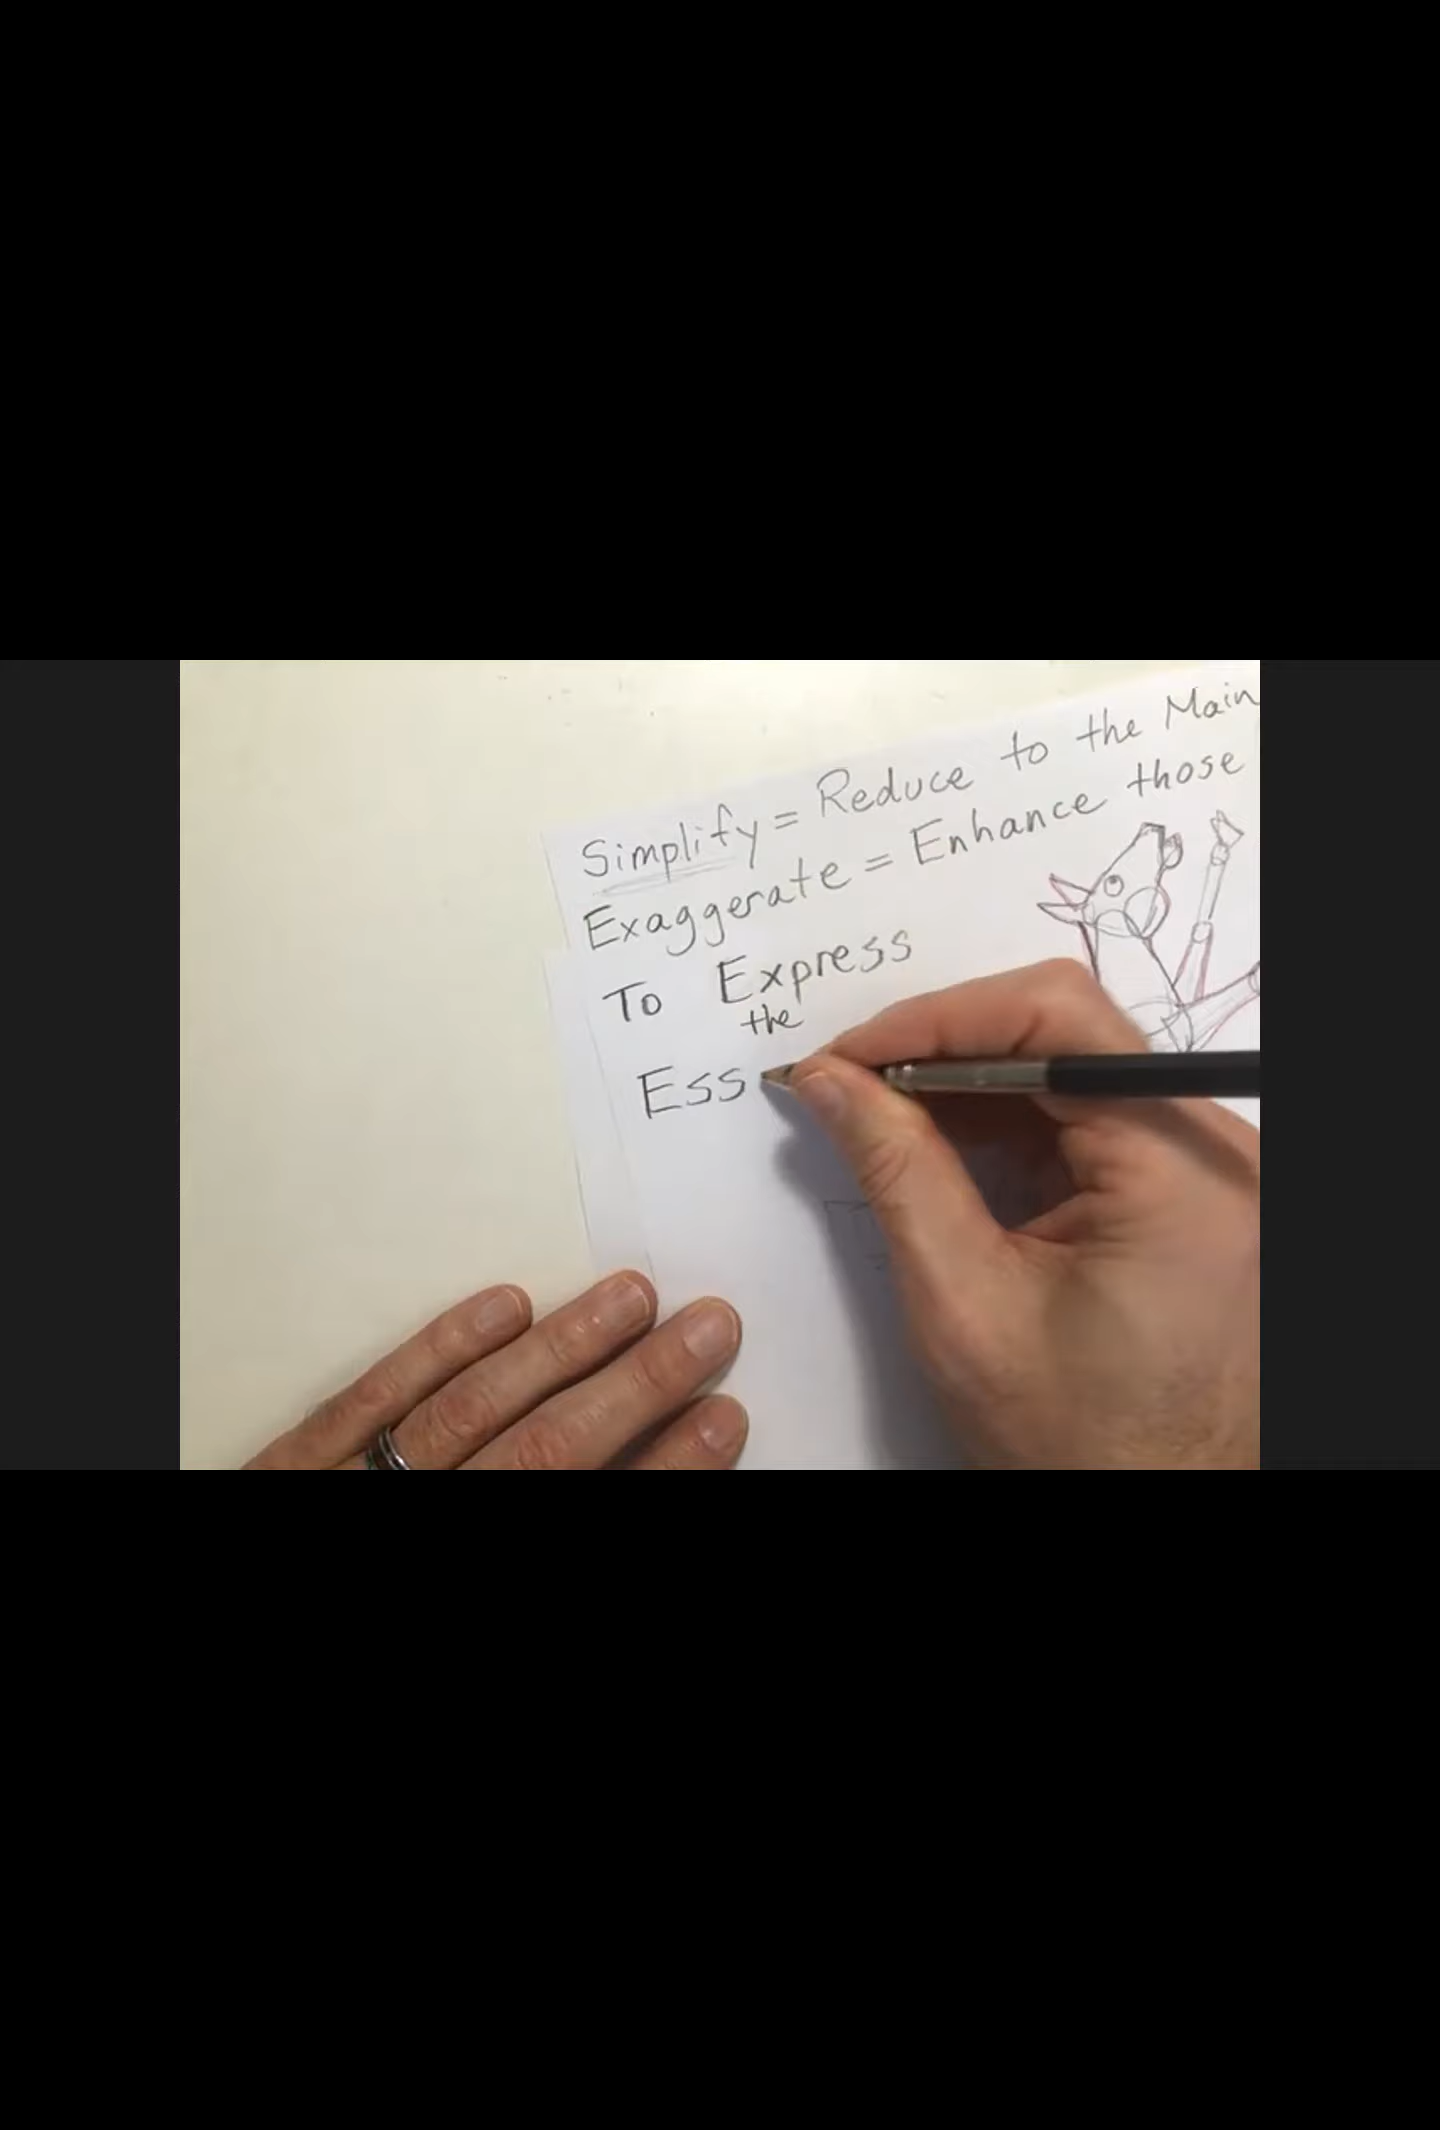 Simplify = Reduce to the Main
Exaggerate = Enhance those
To Express
the
Ess